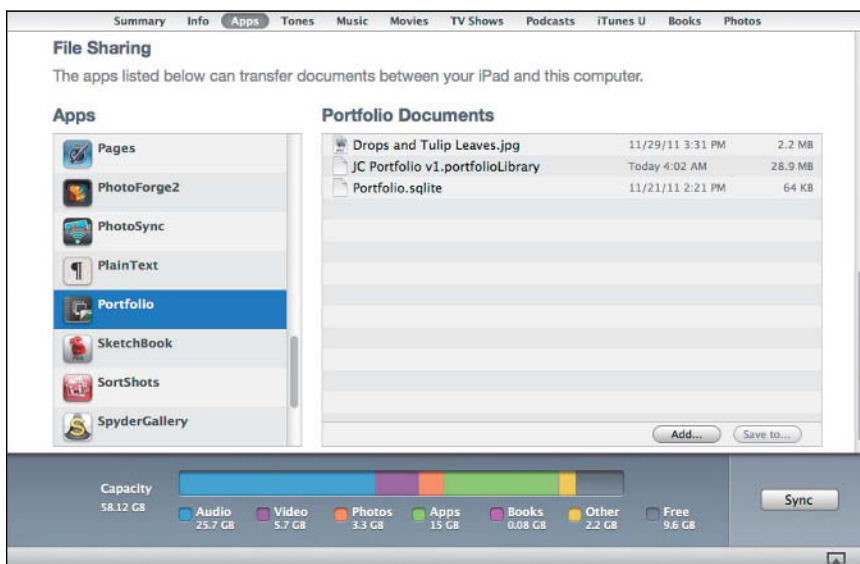 Summary Info Apps Tones Music Movies TV Shows Podcasts iTunes U Books Photos
File Sharing
The apps listed below can transfer documents between your iPad and this computer.
Apps
Pages
PhotoForge2
PhotoSync
PlainText
Portfolio
SketchBook
SortShots
SpyderGallery
Portfolio Documents
Drops and Tulip Leaves.jpg 11/29/11 3:31 PM 2.2 MB
JC Portfolio v1.portfolioLibrary Today 4:02 AM 28.9 MB
Portfolio.sqlite 11/21/11 2:21 PM 64 KB
Add... Save to...
Capacity
58.12 GB
Audio
25.7 GB
Video
5.7 GB
Photos
3.3 GB
Apps
15 GB
Books
0.08 GB
Other
2.2 GB
Free
9.6 GB
Sync